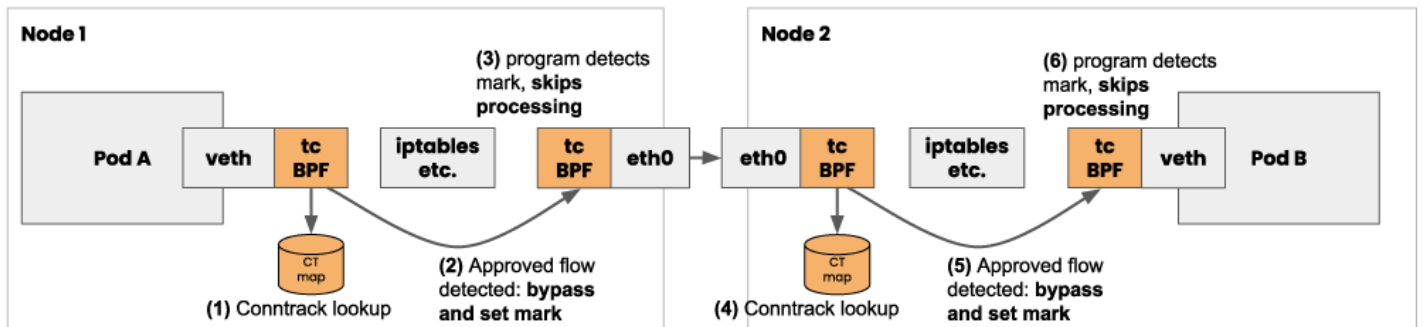 Node 1
(3) program detects
mark, skips
processing
Pod A
veth
tc
BPF
iptables
etc.
tc
BPF
eth0
CT
map
(1) Conntrack lookup
(2) Approved flow
detected: bypass
and set mark
Node 2
(6) program detects
mark, skips
processing
eth0
tc
BPF
iptables
etc.
tc
BPF
veth
Pod B
CT
map
(4) Conntrack lookup
(5) Approved flow
detected: bypass
and set mark